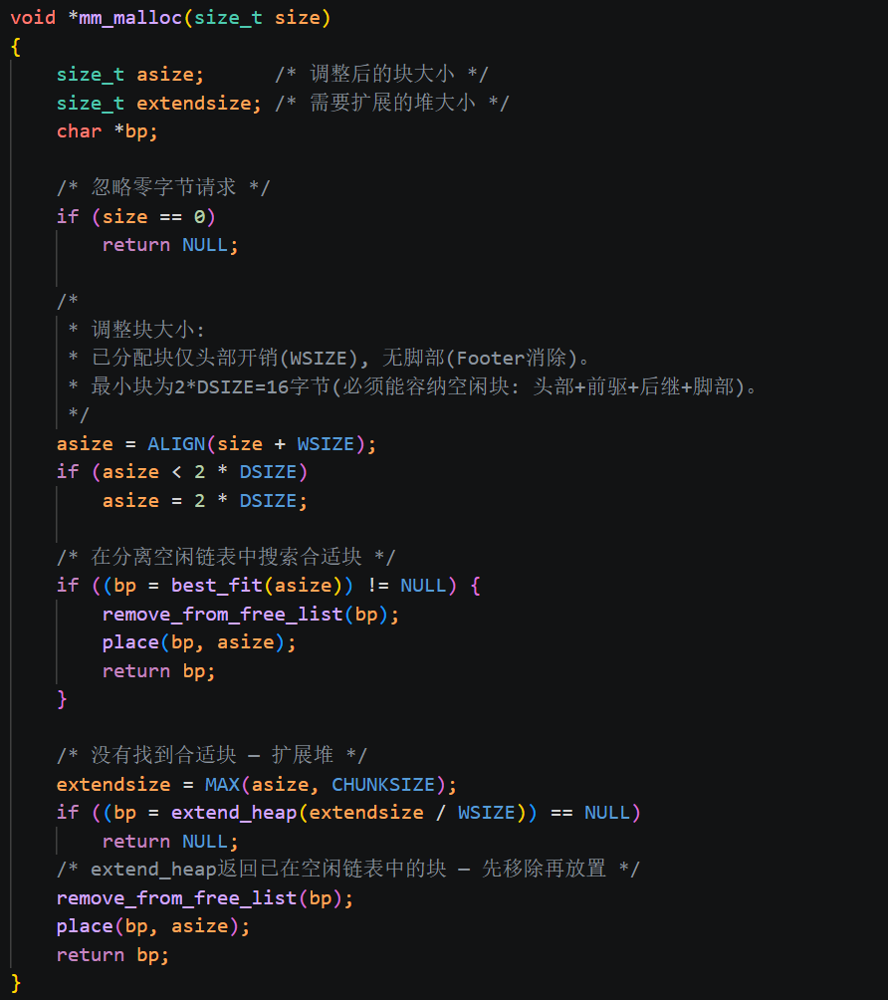 void *mm_malloc(size_t size)
{
    size_t asize;      /* 调整后的块大小 */
    size_t extendsize; /* 需要扩展的堆大小 */
    char *bp;

    /* 忽略零字节请求 */
    if (size == 0)
        return NULL;

    /*
     * 调整块大小:
     * 已分配块仅头部开销(WSIZE), 无脚部(Footer消除)。
     * 最小块为2*DSIZE=16字节(必须能容纳空闲块: 头部+前驱+后继+脚部)。
     */
    asize = ALIGN(size + WSIZE);
    if (asize < 2 * DSIZE)
        asize = 2 * DSIZE;

    /* 在分离空闲链表中搜索合适块 */
    if ((bp = best_fit(asize)) != NULL) {
        remove_from_free_list(bp);
        place(bp, asize);
        return bp;
    }

    /* 没有找到合适块 — 扩展堆 */
    extendsize = MAX(asize, CHUNKSIZE);
    if ((bp = extend_heap(extendsize / WSIZE)) == NULL)
        return NULL;
    /* extend_heap返回已在空闲链表中的块 — 先移除再放置 */
    remove_from_free_list(bp);
    place(bp, asize);
    return bp;
}